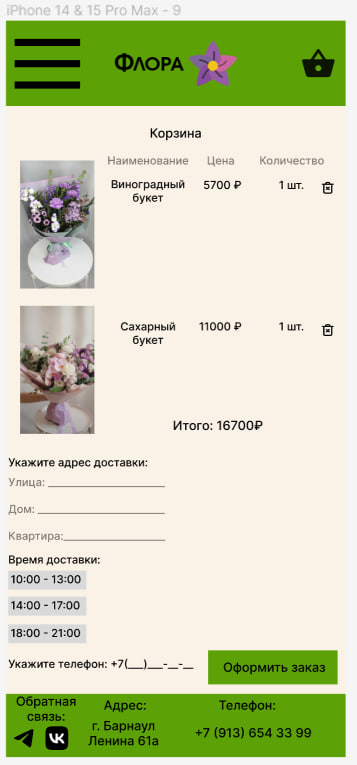 iPhone 14 & 15 Pro Max - 9
Флора
Корзина
Наименование Цена Количество
Виноградный букет 5700 ₽ 1 шт.
Сахарный букет 11000 ₽ 1 шт.
Итого: 16700₽
Укажите адрес доставки:
Улица: ____________________
Дом: ______________________
Квартира:__________________
Время доставки:
10:00 - 13:00
14:00 - 17:00
18:00 - 21:00
Укажите телефон: +7(___)___-__-__
Оформить заказ
Обратная связь:
Адрес:
г. Барнаул
Ленина 61а
Телефон:
+7 (913) 654 33 99